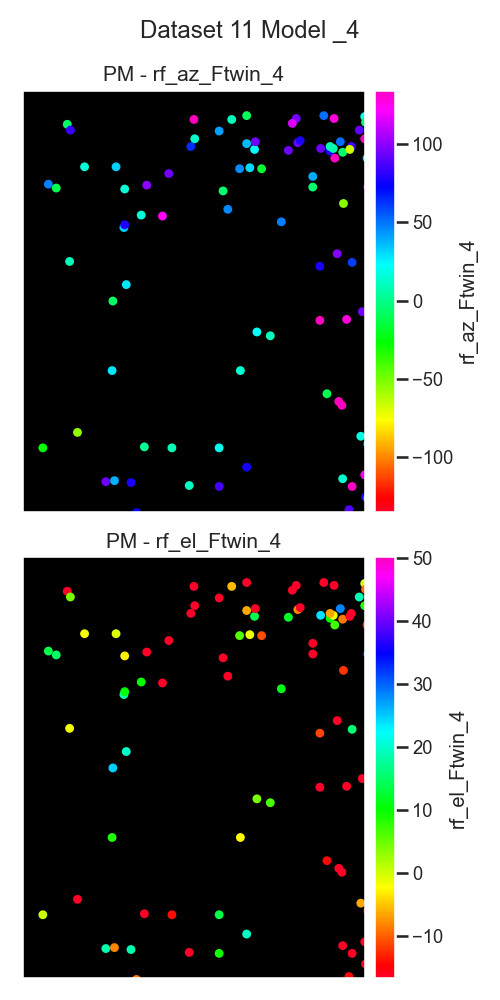 Dataset 11 Model _4
PM - rf_az_Ftwin_4
100
50
0
−50
−100
rf_az_Ftwin_4
PM - rf_el_Ftwin_4
50
40
30
20
10
0
−10
rf_el_Ftwin_4